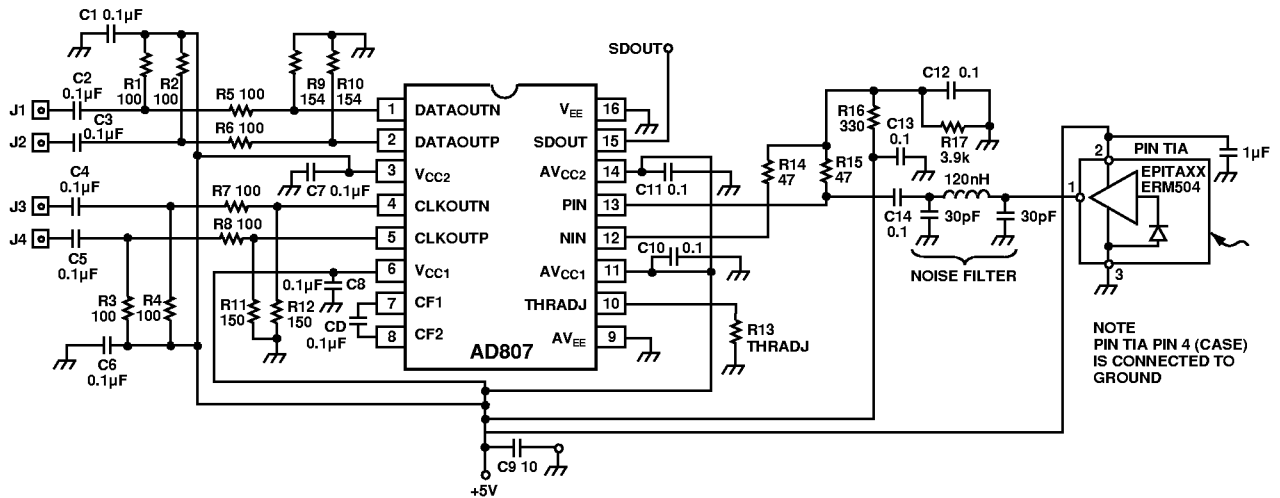 C1 0.1µF
C2
0.1µF
C3
0.1µF
J1
J2
R1
100
R2
100
R5 100
R6 100
R9
154
R10
154
C7 0.1µF
C4
0.1µF
J3
J4
C5
0.1µF
R7 100
R8 100
R3
100
R4
100
C6
0.1µF
R11
150
R12
150
0.1µF C8
CD
0.1µF
1 DATAOUTN
2 DATAOUTP
3 VCC2
4 CLKOUTN
5 CLKOUTP
6 VCC1
7 CF1
8 CF2
VEE 16
SDOUT 15
AVCC2 14
PIN 13
NIN 12
AVCC1 11
THRADJ 10
AVEE 9
AD807
SDOUT
C11 0.1
C10 0.1
R13
THRADJ
R14
47
R15
47
R16
330
C12 0.1
C13
0.1
R17
3.9k
C14
0.1
120nH
30pF
30pF
NOISE FILTER
1
2
3
PIN TIA
EPITAXX
ERM504
1µF
NOTE
PIN TIA PIN 4 (CASE)
IS CONNECTED TO
GROUND
C9 10
+5V